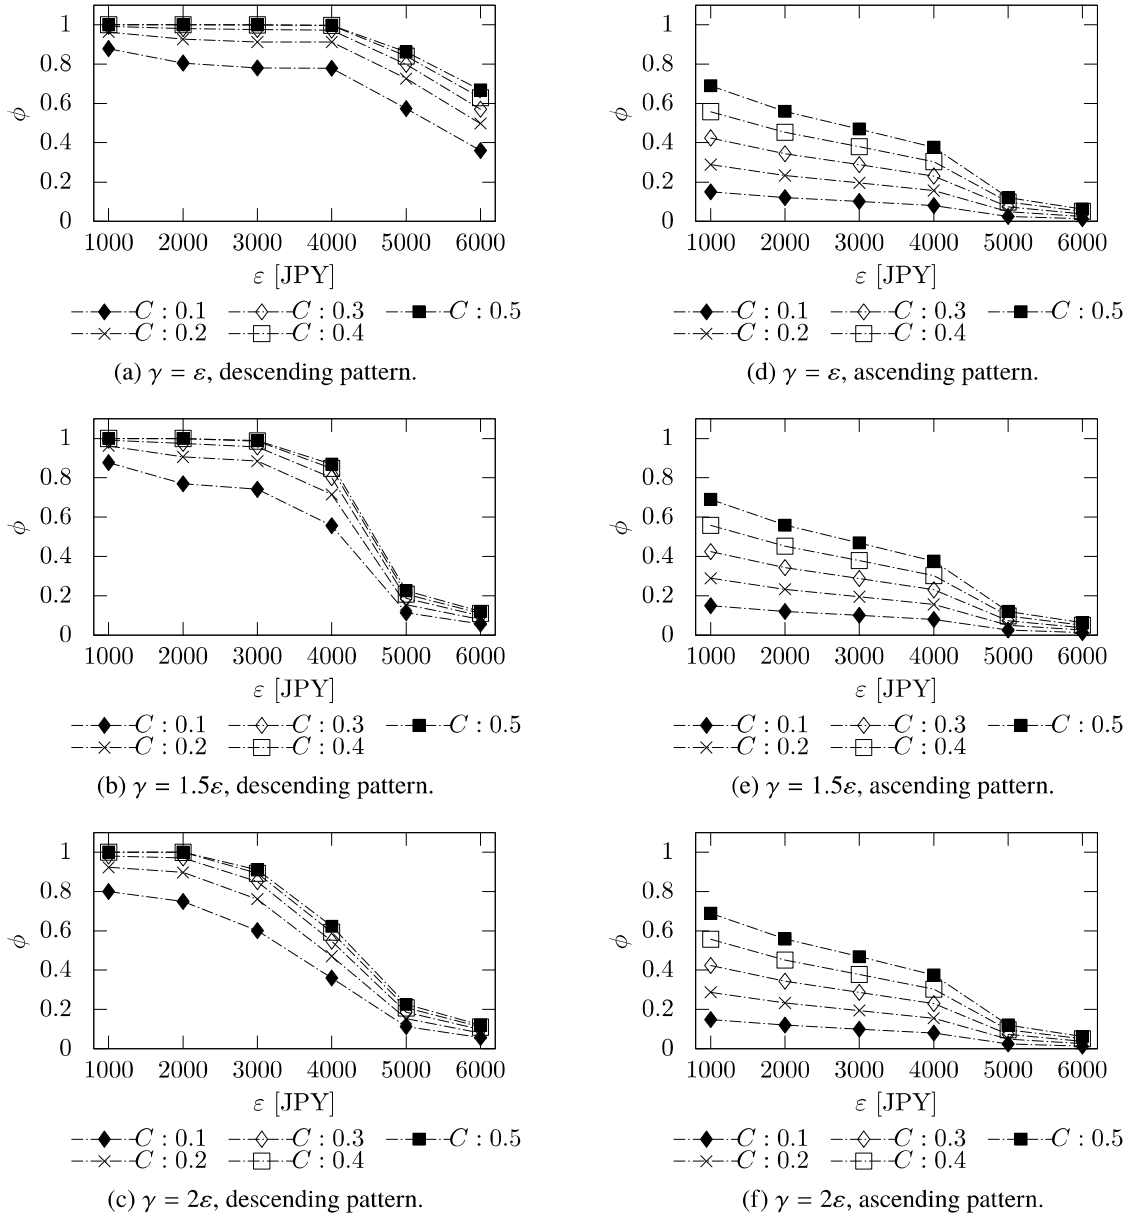 1
0.8
0.6
0.4
0.2
0
ϕ
1000 2000 3000 4000 5000 6000
ε [JPY]
C : 0.1 C : 0.3 C : 0.5
C : 0.2 C : 0.4
(a) γ = ε, descending pattern.
1
0.8
0.6
0.4
0.2
0
ϕ
1000 2000 3000 4000 5000 6000
ε [JPY]
C : 0.1 C : 0.3 C : 0.5
C : 0.2 C : 0.4
(d) γ = ε, ascending pattern.
1
0.8
0.6
0.4
0.2
0
ϕ
1000 2000 3000 4000 5000 6000
ε [JPY]
C : 0.1 C : 0.3 C : 0.5
C : 0.2 C : 0.4
(b) γ = 1.5ε, descending pattern.
1
0.8
0.6
0.4
0.2
0
ϕ
1000 2000 3000 4000 5000 6000
ε [JPY]
C : 0.1 C : 0.3 C : 0.5
C : 0.2 C : 0.4
(e) γ = 1.5ε, ascending pattern.
1
0.8
0.6
0.4
0.2
0
ϕ
1000 2000 3000 4000 5000 6000
ε [JPY]
C : 0.1 C : 0.3 C : 0.5
C : 0.2 C : 0.4
(c) γ = 2ε, descending pattern.
1
0.8
0.6
0.4
0.2
0
ϕ
1000 2000 3000 4000 5000 6000
ε [JPY]
C : 0.1 C : 0.3 C : 0.5
C : 0.2 C : 0.4
(f) γ = 2ε, ascending pattern.